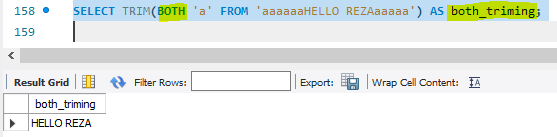 158 SELECT TRIM(BOTH 'a' FROM 'aaaaaaHELLO REZAaaaaa') AS both_triming;
159
Result Grid Filter Rows: Export: Wrap Cell Content: IA
both_triming
HELLO REZA